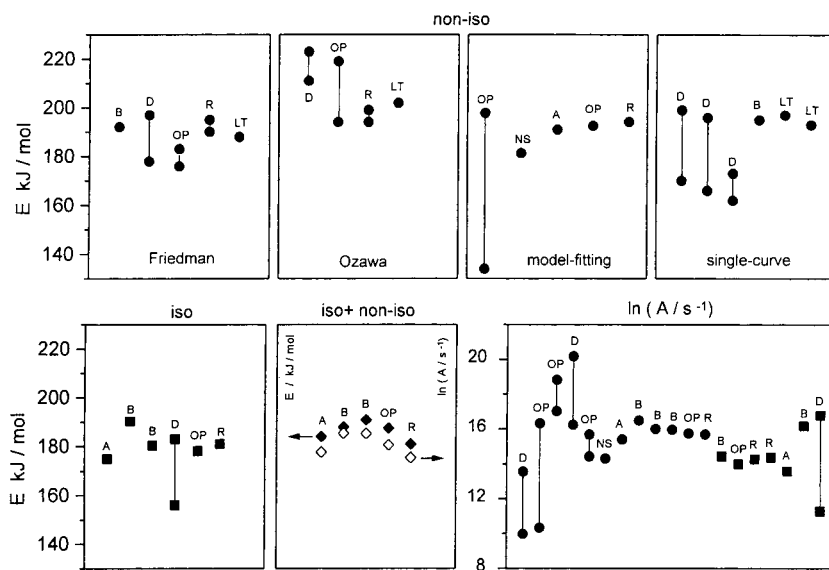 non-iso
E kJ / mol
220
200
180
160
140
B
D
OP
R
LT
Friedman
D
OP
R
LT
Ozawa
OP
NS
A
OP
R
model-fitting
D
D
D
B
LT
LT
single-curve
iso
E kJ / mol
220
200
180
160
140
A
B
B
D
OP
R
iso+ non-iso
E / kJ / mol
ln ( A / s⁻¹)
A
B
B
OP
R
ln ( A / s⁻¹)
20
16
12
8
D
OP
OP
D
OP
NS
A
B
B
B
OP
R
B
OP
R
R
A
B
D